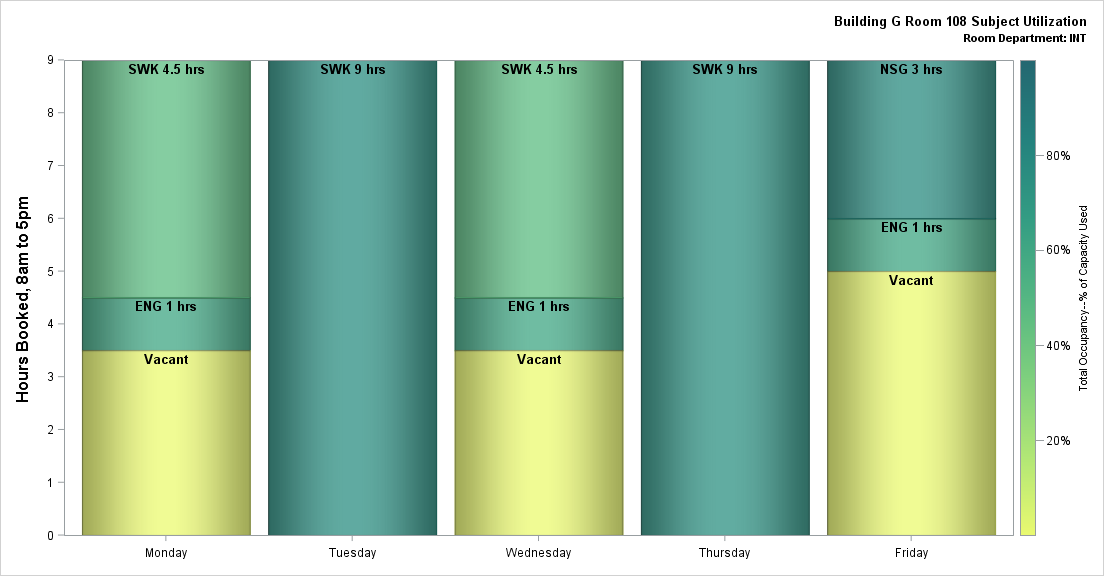 Building G Room 108 Subject Utilization
Room Department: INT
Hours Booked, 8am to 5pm
9
8
7
6
5
4
3
2
1
0
SWK 4.5 hrs
ENG 1 hrs
Vacant
SWK 9 hrs
SWK 4.5 hrs
ENG 1 hrs
Vacant
SWK 9 hrs
NSG 3 hrs
ENG 1 hrs
Vacant
Monday
Tuesday
Wednesday
Thursday
Friday
80%
60%
40%
20%
Total Occupancy--% of Capacity Used